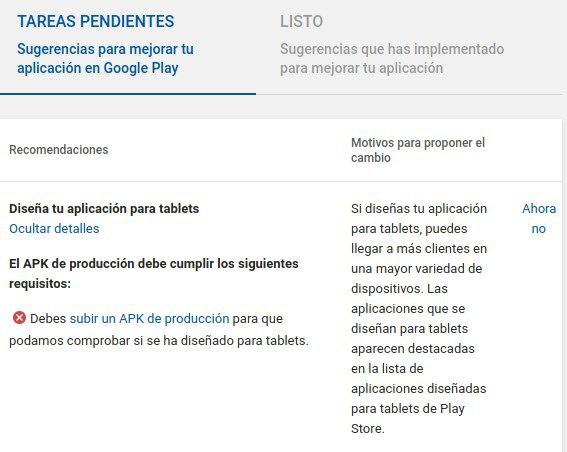 TAREAS PENDIENTES
Sugerencias para mejorar tu
aplicación en Google Play
LISTO
Sugerencias que has implementado
para mejorar tu aplicación
Recomendaciones
Motivos para proponer el
cambio
Diseña tu aplicación para tablets
Ocultar detalles
El APK de producción debe cumplir los siguientes
requisitos:
Debes subir un APK de producción para que
podamos comprobar si se ha diseñado para tablets.
Si diseñas tu aplicación
para tablets, puedes
llegar a más clientes en
una mayor variedad de
dispositivos. Las
aplicaciones que se
diseñan para tablets
aparecen destacadas
en la lista de
aplicaciones diseñadas
para tablets de Play
Store.
Ahora
no